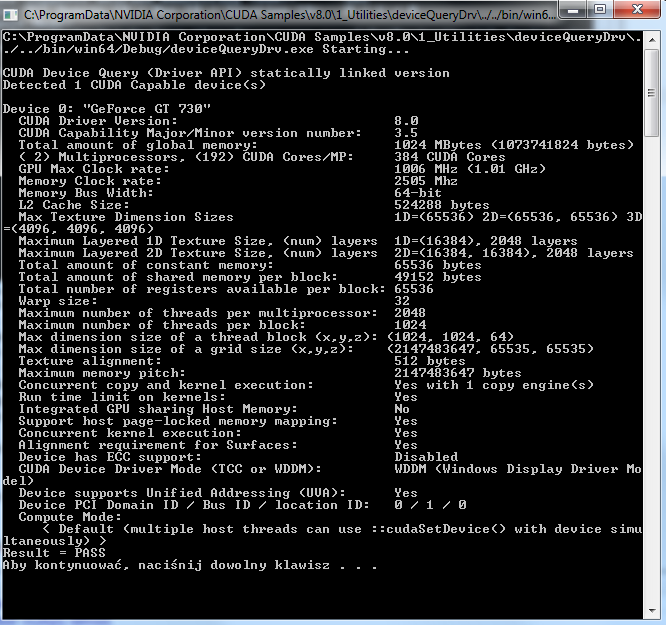 C:\ProgramData\NVIDIA Corporation\CUDA Samples\v8.0\1_Utilities\deviceQueryDrv\../../bin/win6...
C:\ProgramData\NVIDIA Corporation\CUDA Samples\v8.0\1_Utilities\deviceQueryDrv\.
./../bin/win64/Debug/deviceQueryDrv.exe Starting...
CUDA Device Query (Driver API) statically linked version
Detected 1 CUDA Capable device(s)
Device 0: "GeForce GT 730"
CUDA Driver Version: 8.0
CUDA Capability Major/Minor version number: 3.5
Total amount of global memory: 1024 MBytes (1073741824 bytes)
( 2) Multiprocessors, (192) CUDA Cores/MP: 384 CUDA Cores
GPU Max Clock rate: 1006 MHz (1.01 GHz)
Memory Clock rate: 2505 Mhz
Memory Bus Width: 64-bit
L2 Cache Size: 524288 bytes
Max Texture Dimension Sizes 1D=(65536) 2D=(65536, 65536) 3D
=(4096, 4096, 4096)
Maximum Layered 1D Texture Size, (num) layers 1D=(16384), 2048 layers
Maximum Layered 2D Texture Size, (num) layers 2D=(16384, 16384), 2048 layers
Total amount of constant memory: 65536 bytes
Total amount of shared memory per block: 49152 bytes
Total number of registers available per block: 65536
Warp size: 32
Maximum number of threads per multiprocessor: 2048
Maximum number of threads per block: 1024
Max dimension size of a thread block (x,y,z): (1024, 1024, 64)
Max dimension size of a grid size (x,y,z): (2147483647, 65535, 65535)
Texture alignment: 512 bytes
Maximum memory pitch: 2147483647 bytes
Concurrent copy and kernel execution: Yes with 1 copy engine(s)
Run time limit on kernels: Yes
Integrated GPU sharing Host Memory: No
Support host page-locked memory mapping: Yes
Concurrent kernel execution: Yes
Alignment requirement for Surfaces: Yes
Device has ECC support: Disabled
CUDA Device Driver Mode (TCC or WDDM): WDDM (Windows Display Driver Mo
del)
Device supports Unified Addressing (UVA): Yes
Device PCI Domain ID / Bus ID / location ID: 0 / 1 / 0
Compute Mode:
< Default (multiple host threads can use ::cudaSetDevice() with device simu
ltaneously) >
Result = PASS
Aby kontynuować, naciśnij dowolny klawisz . . .